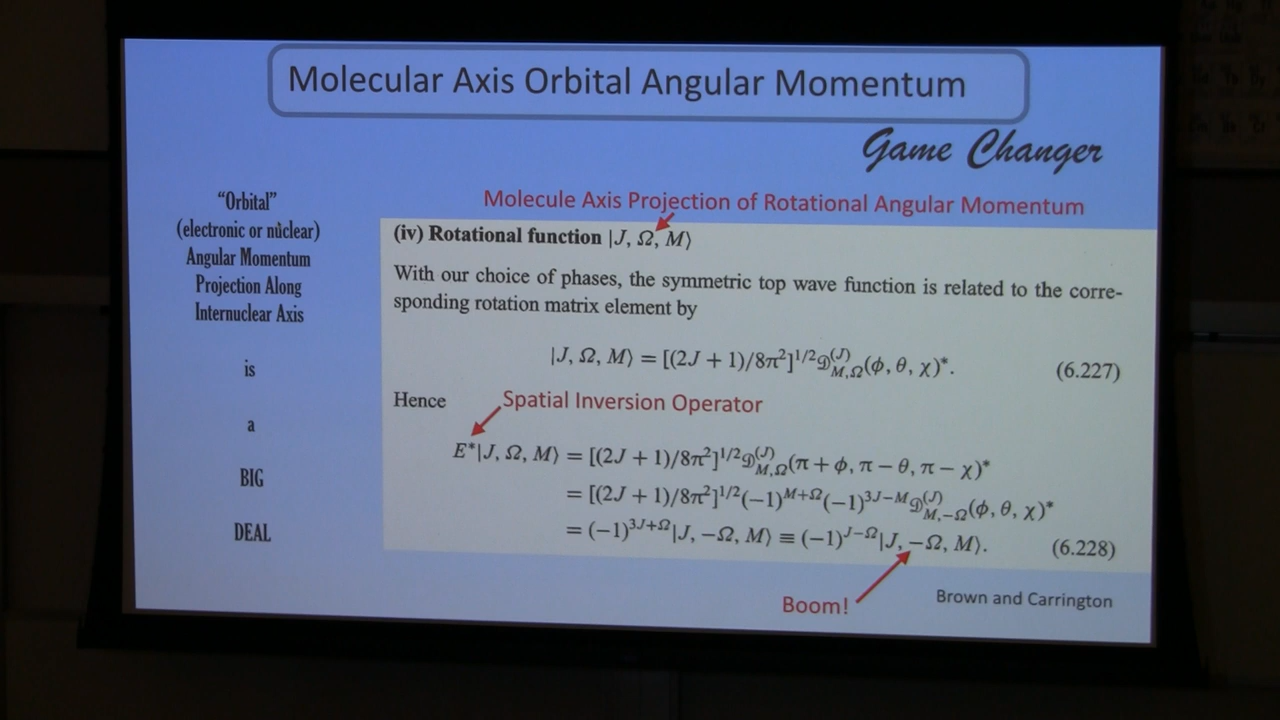 Molecular Axis Orbital Angular Momentum
Game Changer
“Orbital”
(electronic or nuclear)
Angular Momentum
Projection Along
Internuclear Axis
is
a
BIG
DEAL
Molecule Axis Projection of Rotational Angular Momentum
(iv) Rotational function |J, Ω, M⟩
With our choice of phases, the symmetric top wave function is related to the corre-
sponding rotation matrix element by
|J, Ω, M⟩ = [(2J + 1)/8π²]^{1/2} 𝔇^{(J)}_{M,Ω}(ϕ, θ, χ)*. (6.227)
Hence
Spatial Inversion Operator
E*|J, Ω, M⟩ = [(2J + 1)/8π²]^{1/2} 𝔇^{(J)}_{M,Ω}(π + ϕ, π − θ, π − χ)*
= [(2J + 1)/8π²]^{1/2}(−1)^{M+Ω}(−1)^{3J−M} 𝔇^{(J)}_{M,−Ω}(ϕ, θ, χ)*
= (−1)^{3J+Ω}|J, −Ω, M⟩ ≡ (−1)^{J−Ω}|J, −Ω, M⟩. (6.228)
Boom!
Brown and Carrington